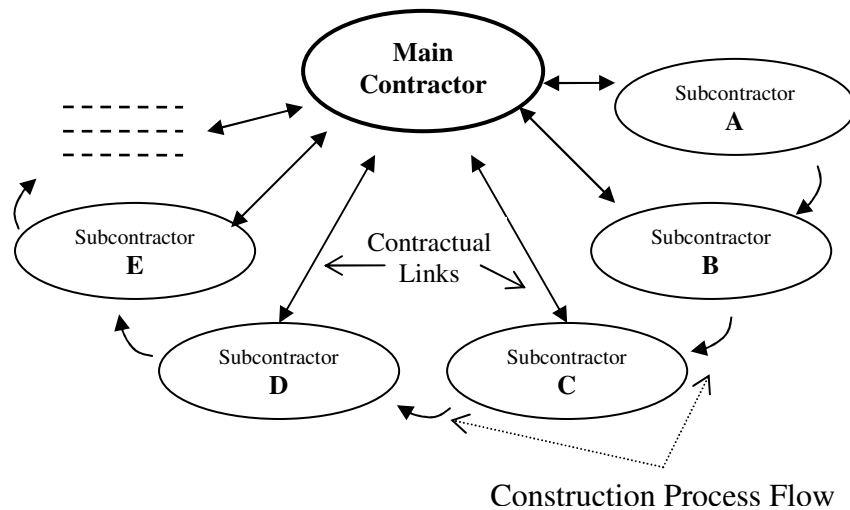 Main
Contractor
Subcontractor
A
Subcontractor
B
Subcontractor
E
Contractual
Links
Subcontractor
D
Subcontractor
C
Construction Process Flow